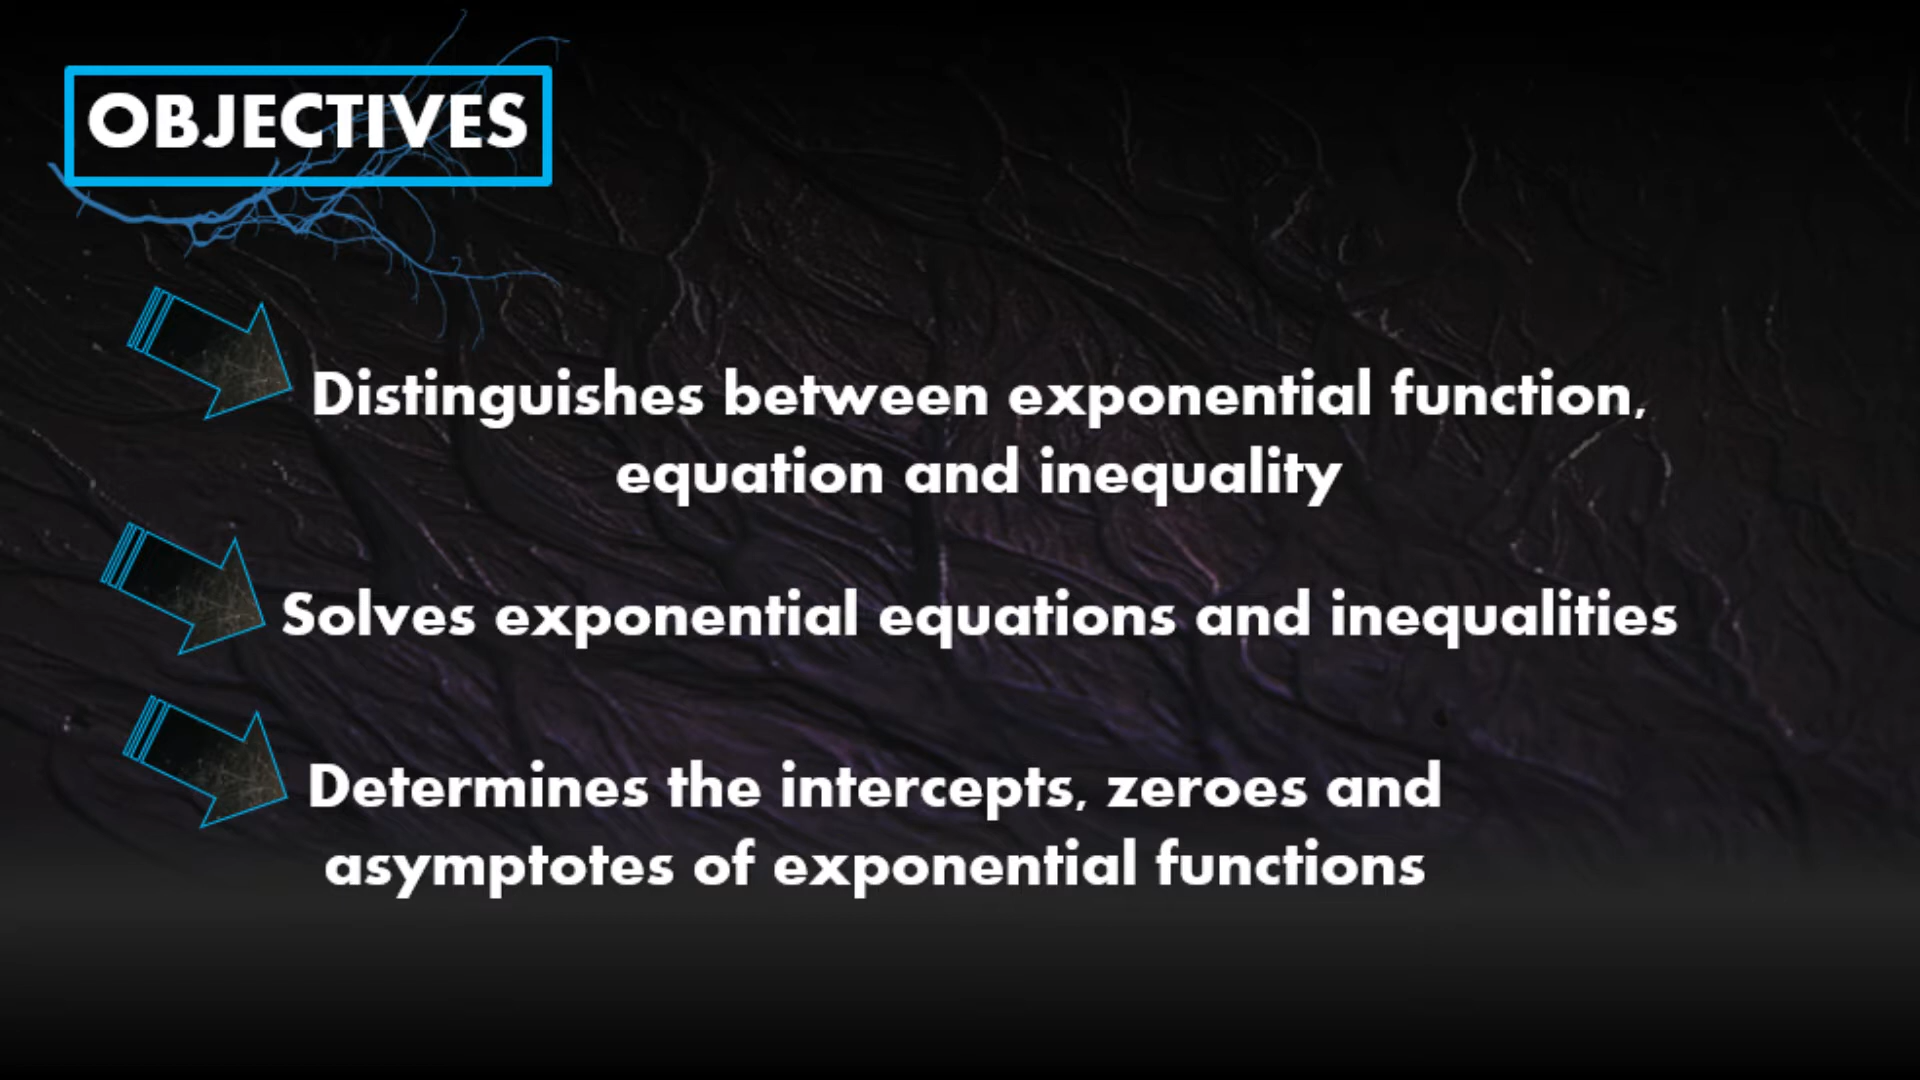 OBJECTIVES
Distinguishes between exponential function,
equation and inequality
Solves exponential equations and inequalities
Determines the intercepts, zeroes and
asymptotes of exponential functions